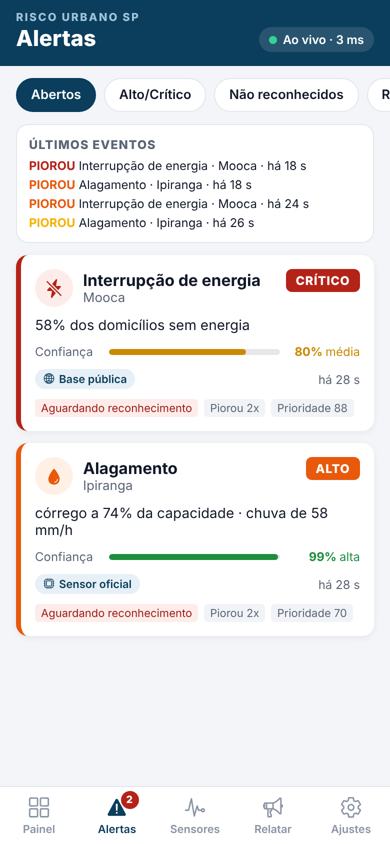 RISCO URBANO SP
Alertas
Ao vivo · 3 ms
Abertos
Alto/Crítico
Não reconhecidos
R
ÚLTIMOS EVENTOS
PIOROU Interrupção de energia · Mooca · há 18 s
PIOROU Alagamento · Ipiranga · há 18 s
PIOROU Interrupção de energia · Mooca · há 24 s
PIOROU Alagamento · Ipiranga · há 26 s
Interrupção de energia
CRÍTICO
Mooca
58% dos domicílios sem energia
Confiança
80% média
Base pública
há 28 s
Aguardando reconhecimento
Piorou 2x
Prioridade 88
Alagamento
ALTO
Ipiranga
córrego a 74% da capacidade · chuva de 58
mm/h
Confiança
99% alta
Sensor oficial
há 28 s
Aguardando reconhecimento
Piorou 2x
Prioridade 70
2
Painel
Alertas
Sensores
Relatar
Ajustes